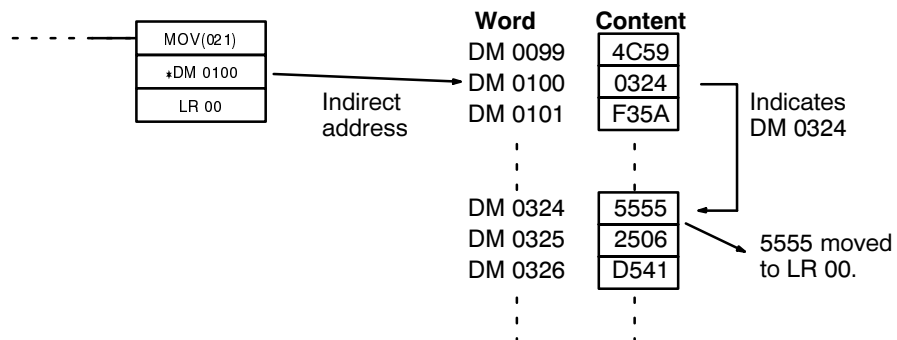 MOV(021)
*DM 0100
LR 00
Indirect
address
Word Content
DM 0099 4C59
DM 0100 0324
DM 0101 F35A
Indicates
DM 0324
DM 0324 5555
DM 0325 2506
DM 0326 D541
5555 moved
to LR 00.